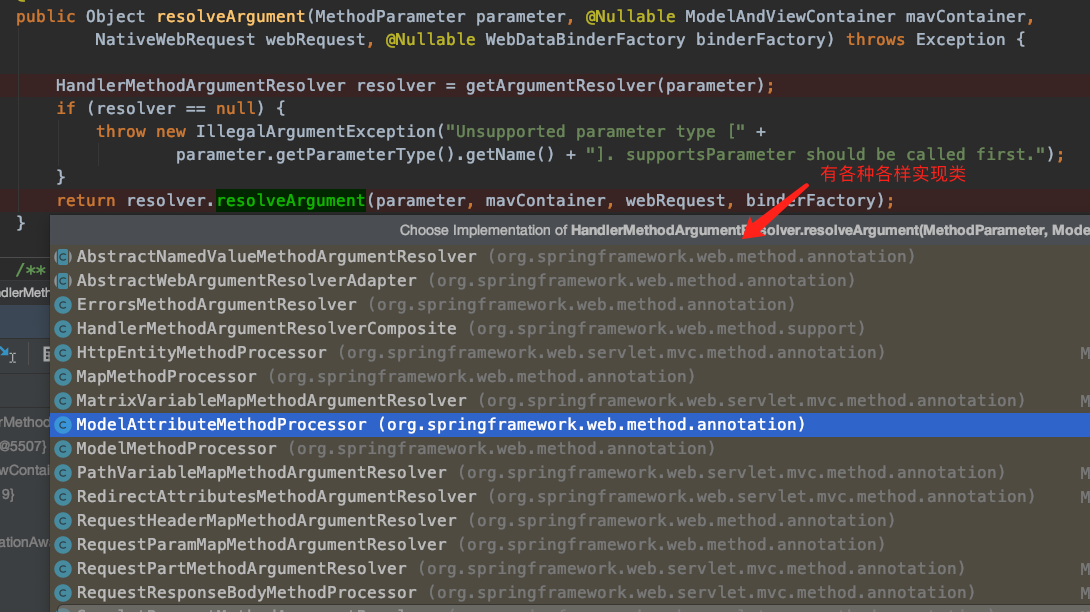 public Object resolveArgument(MethodParameter parameter, @Nullable ModelAndViewContainer mavContainer,
NativeWebRequest webRequest, @Nullable WebDataBinderFactory binderFactory) throws Exception {
HandlerMethodArgumentResolver resolver = getArgumentResolver(parameter);
if (resolver == null) {
throw new IllegalArgumentException("Unsupported parameter type [" +
parameter.getParameterType().getName() + "]. supportsParameter should be called first.");
}
有各种各样实现类
return resolver.resolveArgument(parameter, mavContainer, webRequest, binderFactory);
}
Choose Implementation of HandlerMethodArgumentResolver.resolveArgument(MethodParameter, Mode
AbstractNamedValueMethodArgumentResolver (org.springframework.web.method.annotation)
/**
AbstractWebArgumentResolverAdapter (org.springframework.web.method.annotation)
ndlerMeth
ErrorsMethodArgumentResolver (org.springframework.web.method.annotation)
HandlerMethodArgumentResolverComposite (org.springframework.web.method.support)
HttpEntityMethodProcessor (org.springframework.web.servlet.mvc.method.annotation) M
MapMethodProcessor (org.springframework.web.method.annotation)
MatrixVariableMapMethodArgumentResolver (org.springframework.web.servlet.mvc.method.annotation) M
rMethod
ModelAttributeMethodProcessor (org.springframework.web.method.annotation)
@5507}
ModelMethodProcessor (org.springframework.web.method.annotation)
wContai
PathVariableMapMethodArgumentResolver (org.springframework.web.servlet.mvc.method.annotation) M
9}
RedirectAttributesMethodArgumentResolver (org.springframework.web.servlet.mvc.method.annotation) M
RequestHeaderMapMethodArgumentResolver (org.springframework.web.method.annotation)
ationAw
RequestParamMapMethodArgumentResolver (org.springframework.web.method.annotation)
RequestPartMethodArgumentResolver (org.springframework.web.servlet.mvc.method.annotation) M
RequestResponseBodyMethodProcessor (org.springframework.web.servlet.mvc.method.annotation) M